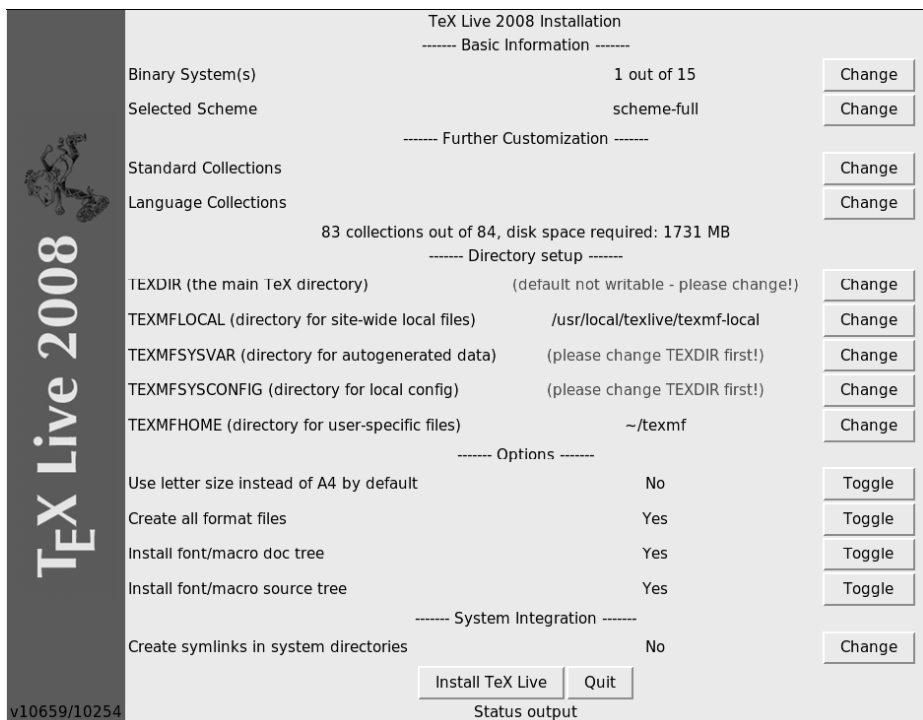 TeX Live 2008 Installation
------- Basic Information -------
Binary System(s) 1 out of 15 Change
Selected Scheme scheme-full Change
------- Further Customization -------
Standard Collections Change
Language Collections Change
83 collections out of 84, disk space required: 1731 MB
------- Directory setup -------
TEXDIR (the main TeX directory) (default not writable - please change!) Change
TEXMFLOCAL (directory for site-wide local files) /usr/local/texlive/texmf-local Change
TEXMFSYSVAR (directory for autogenerated data) (please change TEXDIR first!) Change
TEXMFSYSCONFIG (directory for local config) (please change TEXDIR first!) Change
TEXMFHOME (directory for user-specific files) ~/texmf Change
------- Options -------
Use letter size instead of A4 by default No Toggle
Create all format files Yes Toggle
Install font/macro doc tree Yes Toggle
Install font/macro source tree Yes Toggle
------- System Integration -------
Create symlinks in system directories No Change
Install TeX Live Quit
Status output
TEX Live 2008
v10659/10254